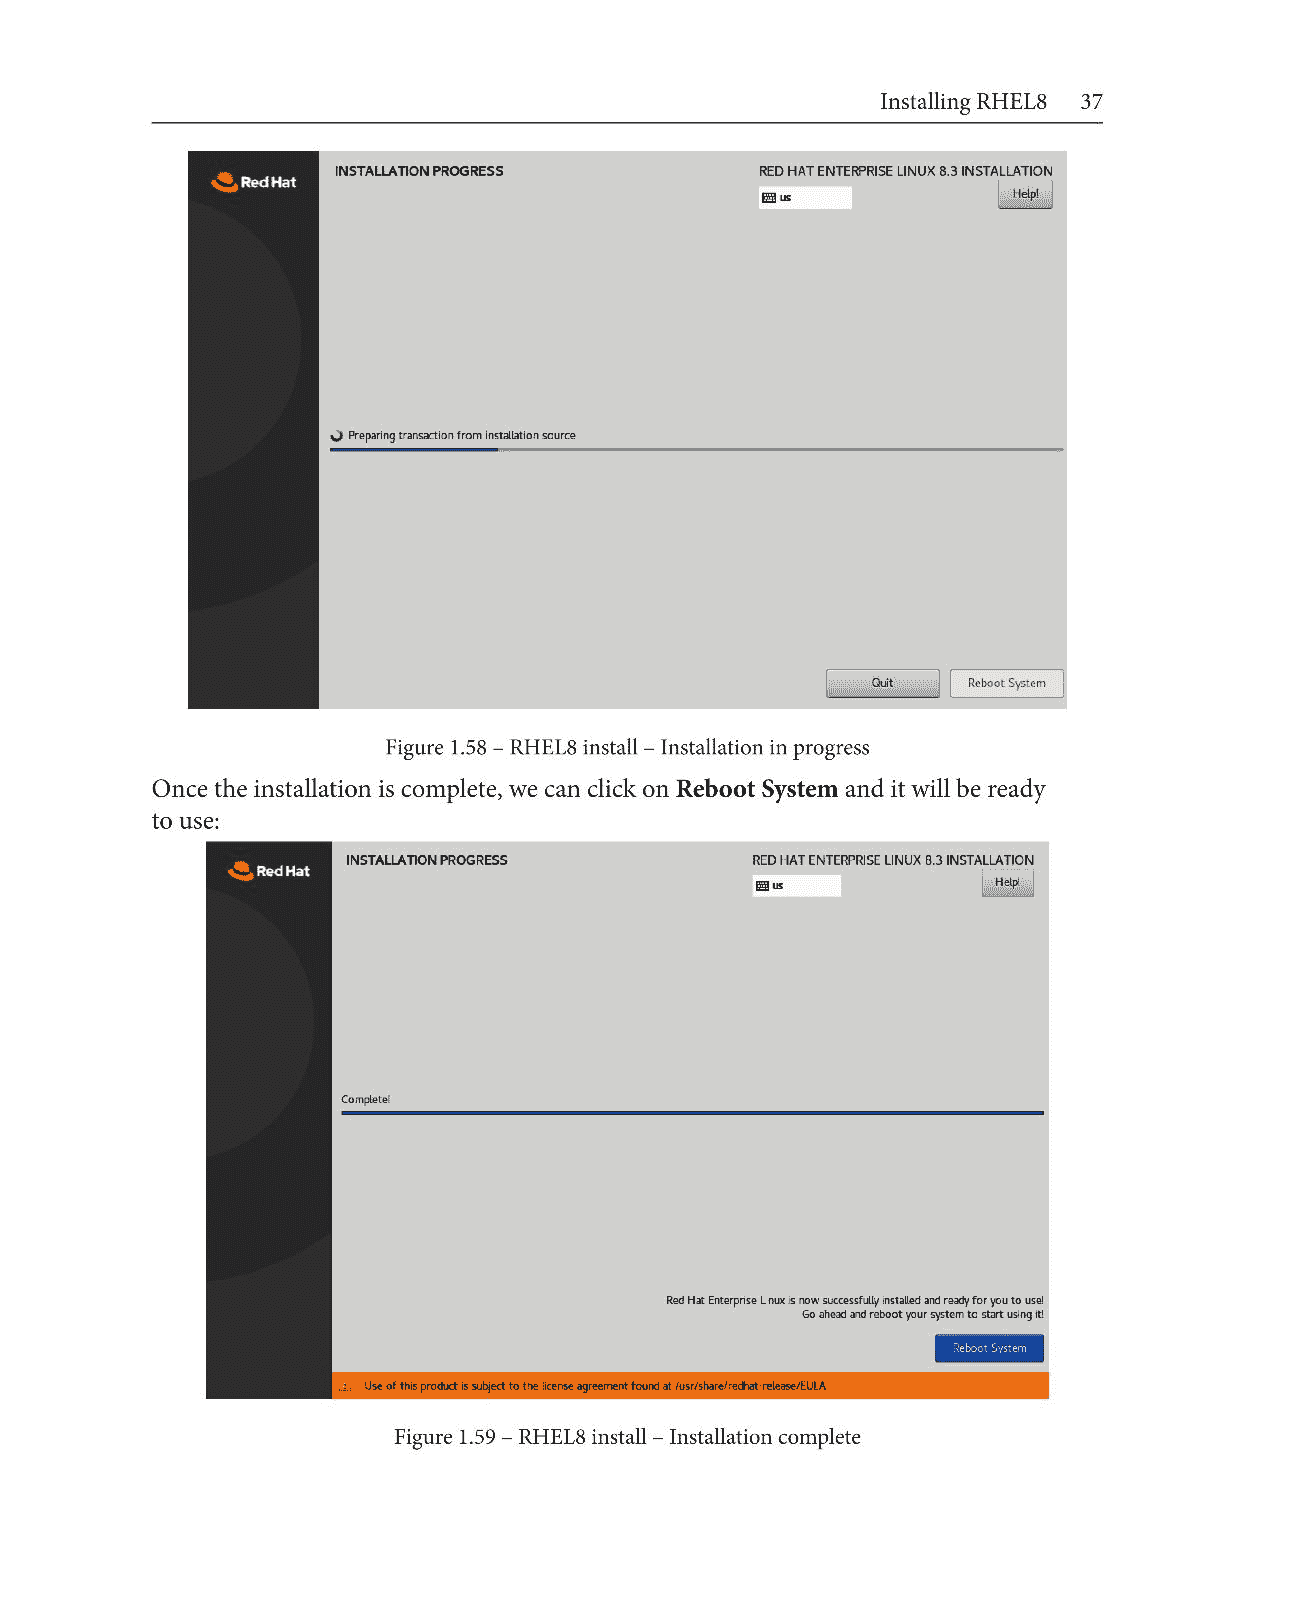 Installing RHEL8 37
Red Hat
INSTALLATION PROGRESS
RED HAT ENTERPRISE LINUX 8.3 INSTALLATION
us
Help!
Preparing transaction from installation source
Quit
Reboot System
Figure 1.58 – RHEL8 install – Installation in progress
Once the installation is complete, we can click on Reboot System and it will be ready
to use:
Red Hat
INSTALLATION PROGRESS
RED HAT ENTERPRISE LINUX 8.3 INSTALLATION
us
Help!
Complete!
Red Hat Enterprise Linux is now successfully installed and ready for you to use!
Go ahead and reboot your system to start using it!
Reboot System
Use of this product is subject to the license agreement found at /usr/share/redhat-release/EULA
Figure 1.59 – RHEL8 install – Installation complete